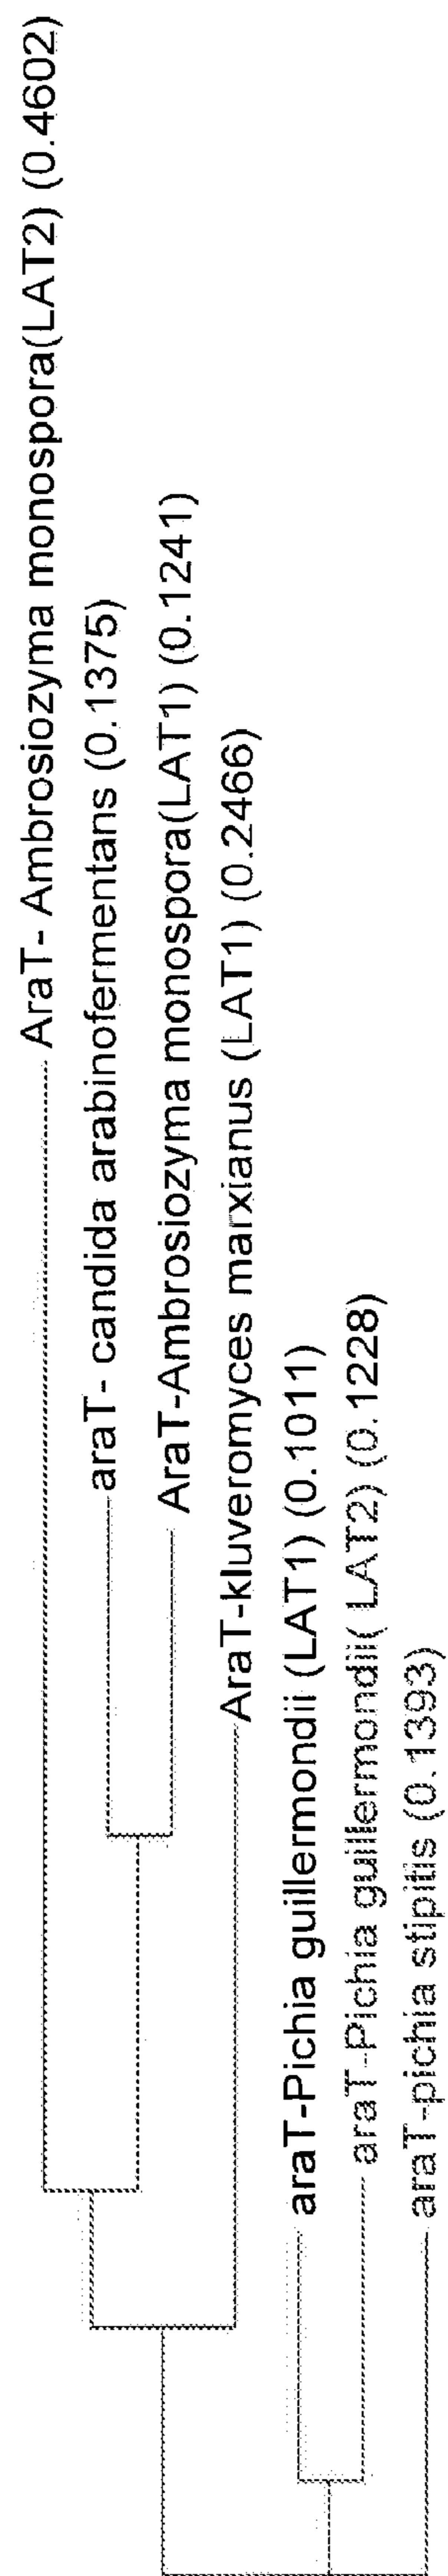 AraT- Ambrosiozyma monospora(LAT2) (0.4602)
araT- candida arabinofermentans (0.1375)
AraT-Ambrosiozyma monospora(LAT1) (0.1241)
AraT-kluveromyces marxianus (LAT1) (0.2466)
araT-Pichia guillermondii (LAT1) (0.1011)
araT-Pichia guillermondii( LAT2) (0.1228)
araT-pichia stipitis (0.1393)